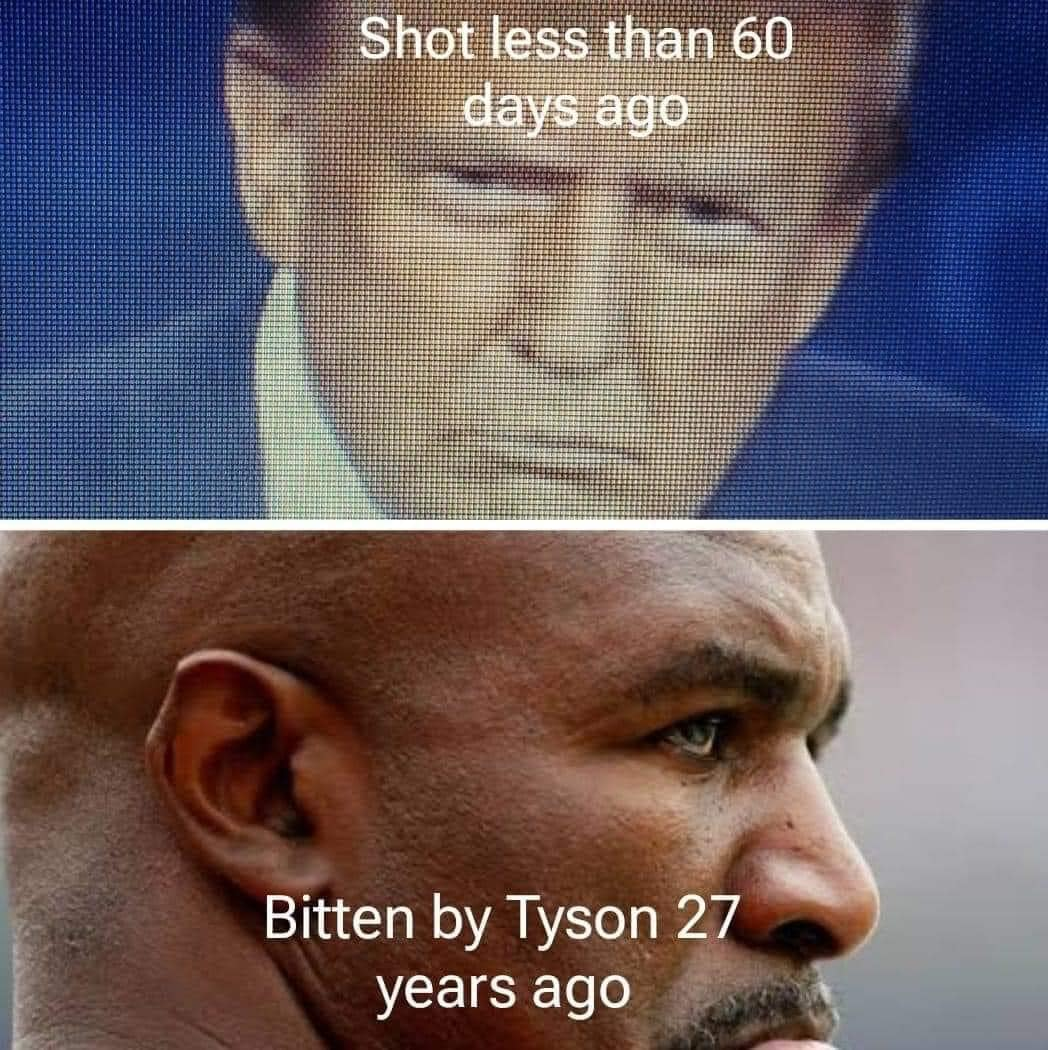 Shot less than 60
days ago
Bitten by Tyson 27
years ago